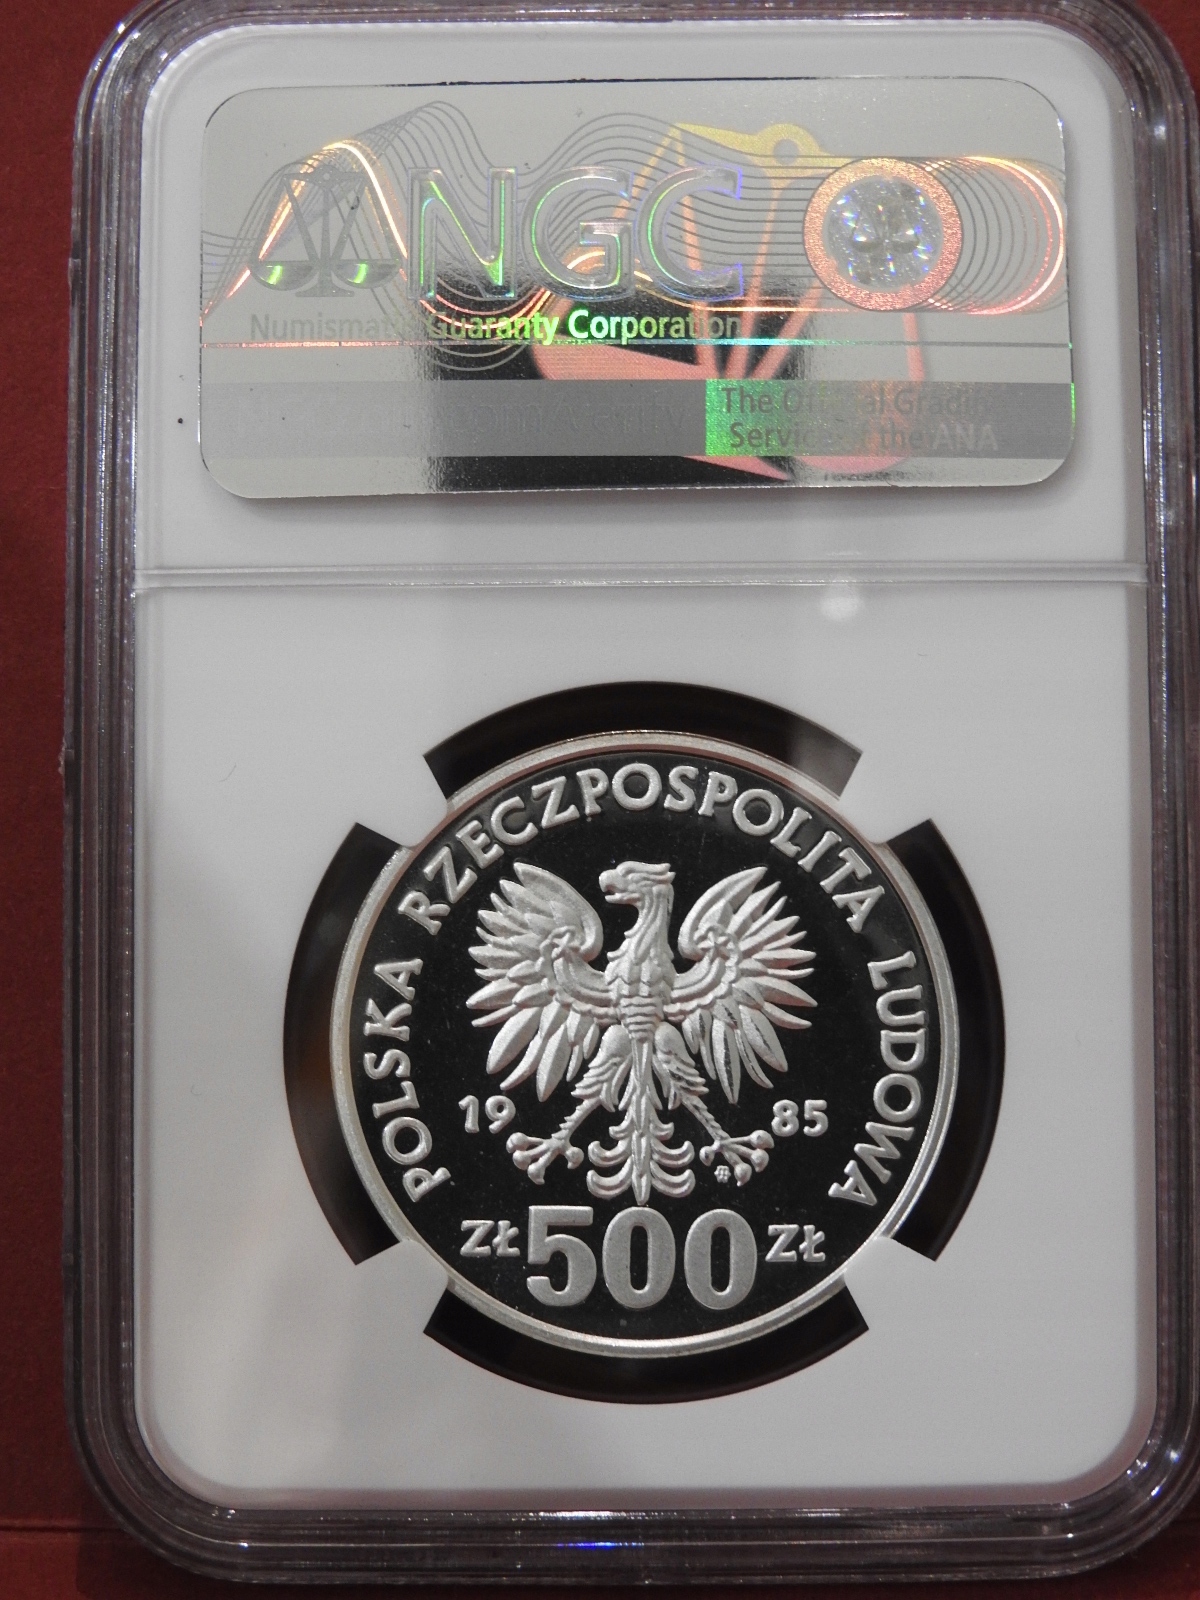 NGC
Numismatic Guaranty Corporation
The Official Grading
Service of the ANA
POLSKA RZECZPOSPOLITA LUDOWA
19 85
ZŁ 500 ZŁ